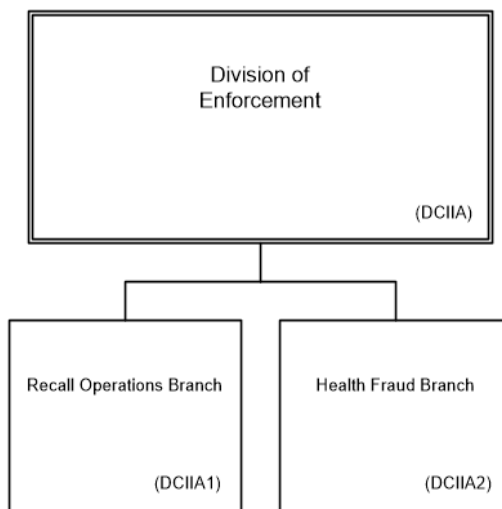 Division of
Enforcement
(DCIIA)
Recall Operations Branch
Health Fraud Branch
(DCIIA1)
(DCIIA2)